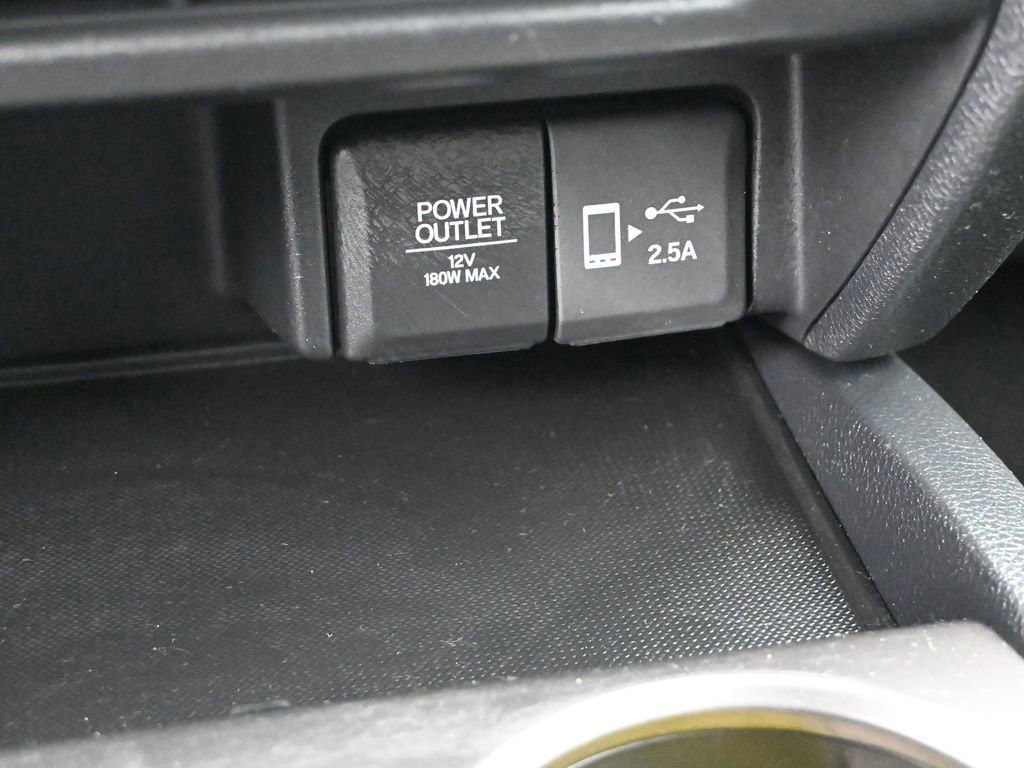 POWER
OUTLET
12V
180W MAX
2.5A